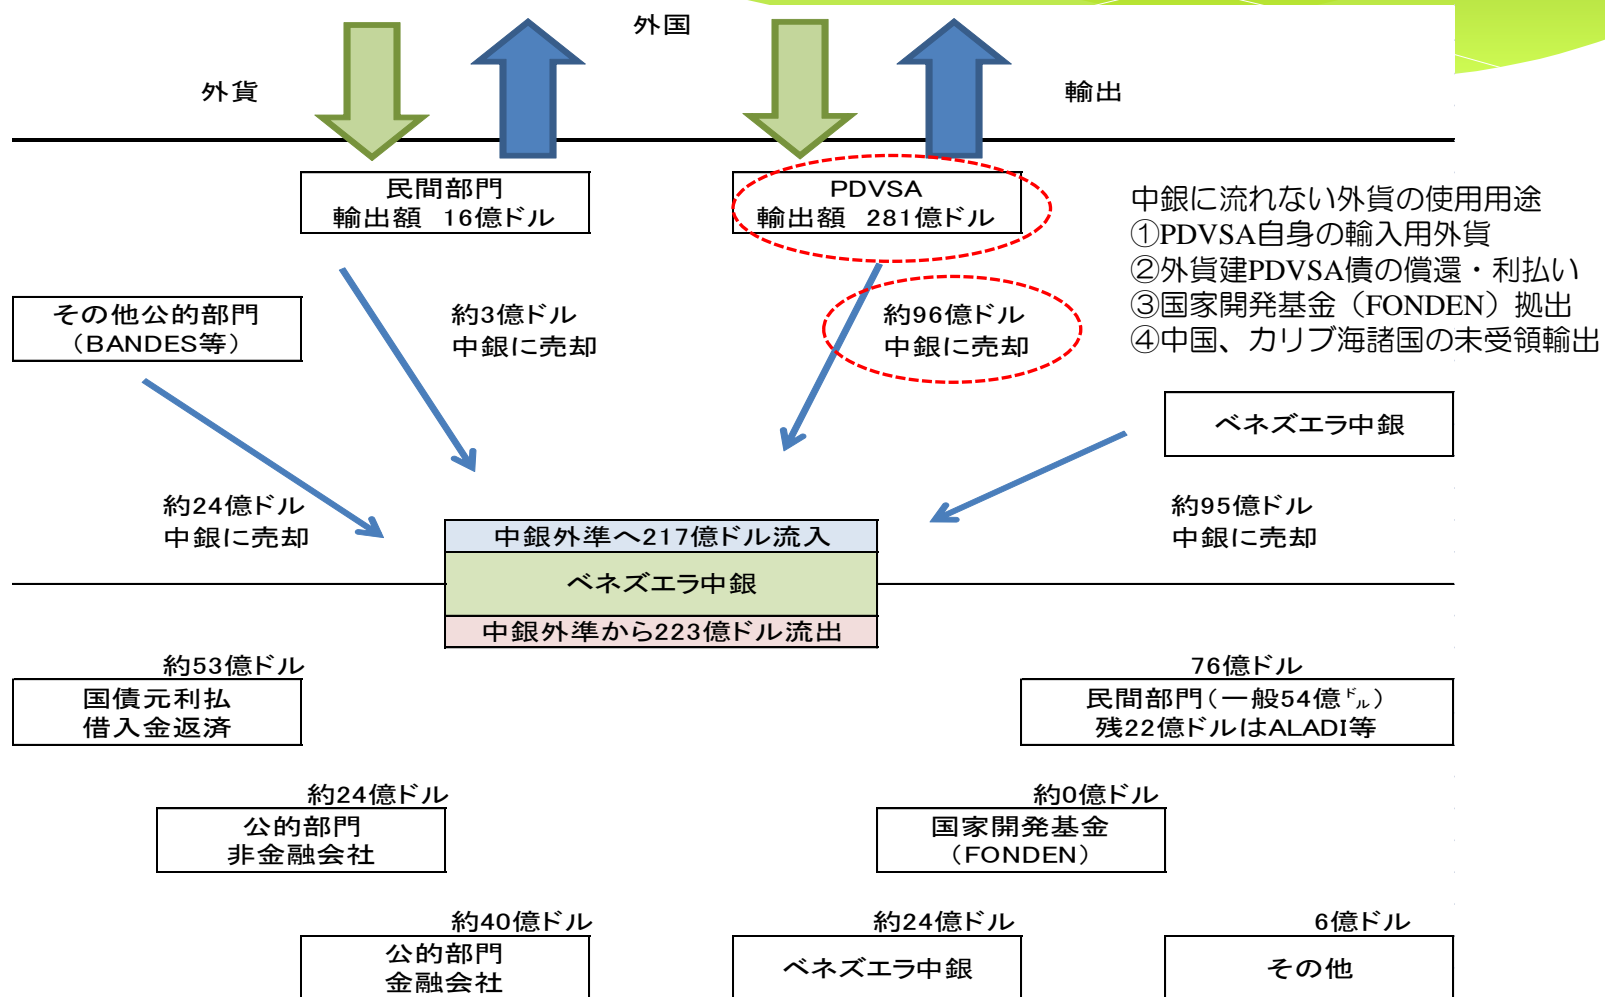 外国
外貨
輸出
民間部門
輸出額 16億ドル
PDVSA
輸出額 281億ドル
中銀に流れない外貨の使用用途
①PDVSA自身の輸入用外貨
②外貨建PDVSA債の償還・利払い
③国家開発基金（FONDEN）拠出
④中国、カリブ海諸国の未受領輸出
その他公的部門
（BANDES等）
約3億ドル
中銀に売却
約96億ドル
中銀に売却
ベネズエラ中銀
約24億ドル
中銀に売却
約95億ドル
中銀に売却
中銀外準へ217億ドル流入
ベネズエラ中銀
中銀外準から223億ドル流出
約53億ドル
国債元利払
借入金返済
76億ドル
民間部門（一般54億㌦）
残22億ドルはALADI等
約24億ドル
公的部門
非金融会社
約0億ドル
国家開発基金
（FONDEN）
約40億ドル
公的部門
金融会社
約24億ドル
ベネズエラ中銀
6億ドル
その他